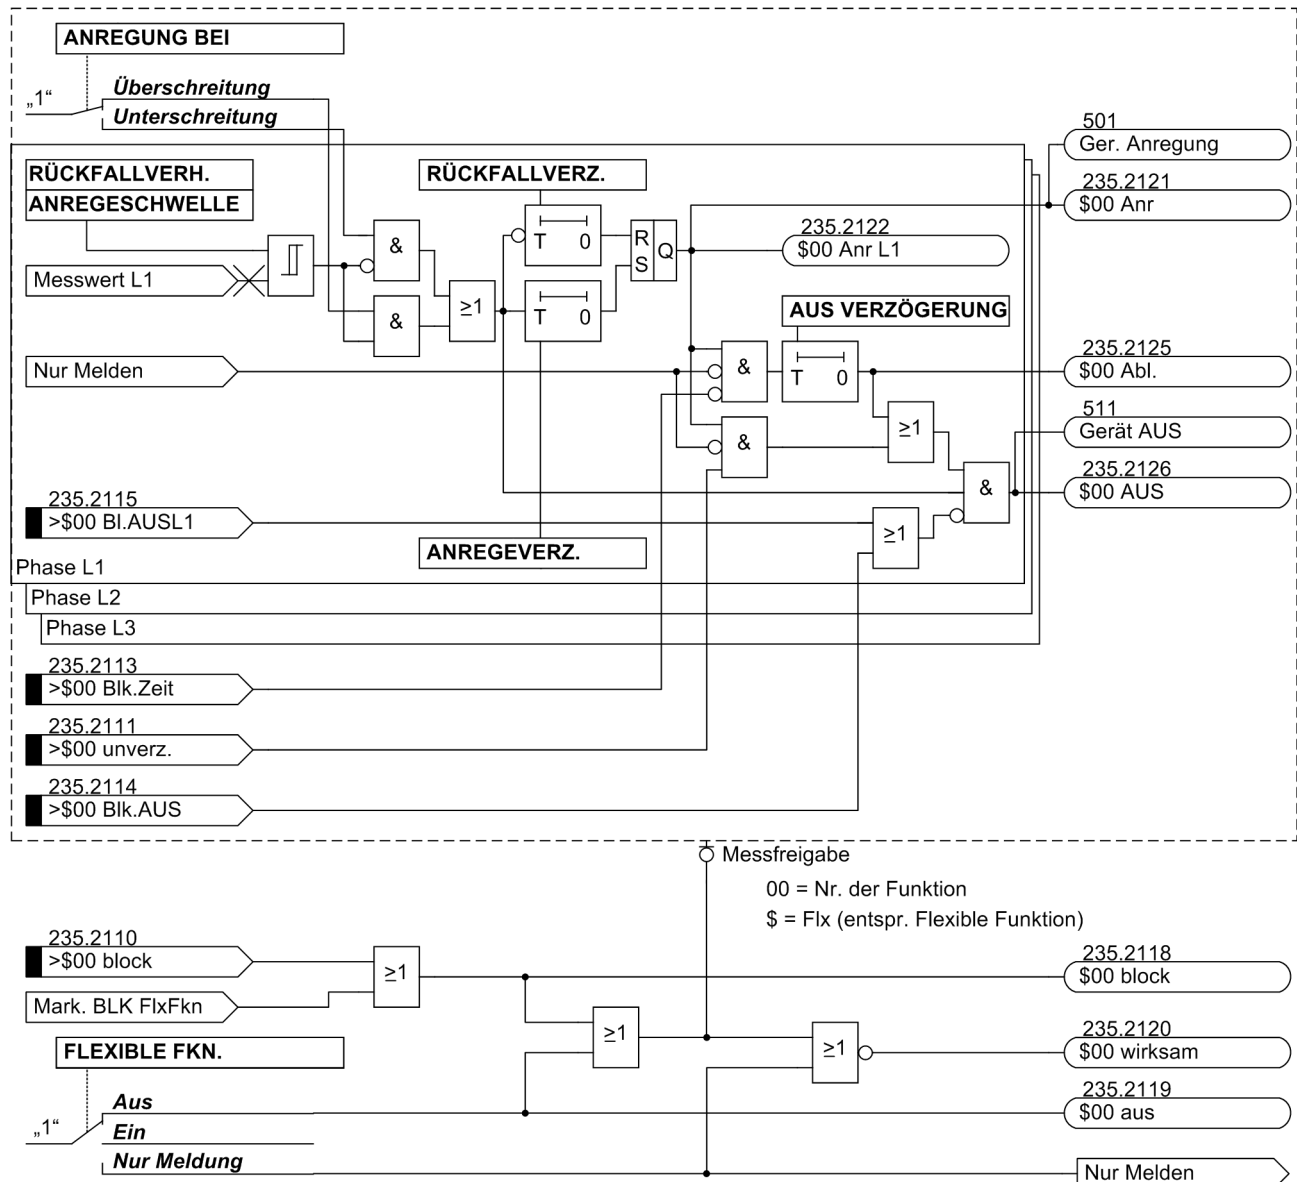 ANREGUNG BEI
„1“
Überschreitung
Unterschreitung
501
Ger. Anregung
RÜCKFALLVERH.
ANREGESCHWELLE
RÜCKFALLVERZ.
235.2121
$00 Anr
T 0
R
S
Q
235.2122
$00 Anr L1
&
Messwert L1
≥1
T 0
&
AUS VERZÖGERUNG
Nur Melden
&
T 0
235.2125
$00 Abl.
511
Gerät AUS
≥1
&
235.2126
$00 AUS
&
235.2115
>$00 Bl.AUSL1
≥1
ANREGEVERZ.
Phase L1
Phase L2
Phase L3
235.2113
>$00 Blk.Zeit
235.2111
>$00 unverz.
235.2114
>$00 Blk.AUS
Messfreigabe
00 = Nr. der Funktion
$ = Flx (entspr. Flexible Funktion)
235.2110
>$00 block
≥1
235.2118
$00 block
Mark. BLK FlxFkn
≥1
≥1
235.2120
$00 wirksam
FLEXIBLE FKN.
„1“
Aus
235.2119
$00 aus
Ein
Nur Meldung
Nur Melden